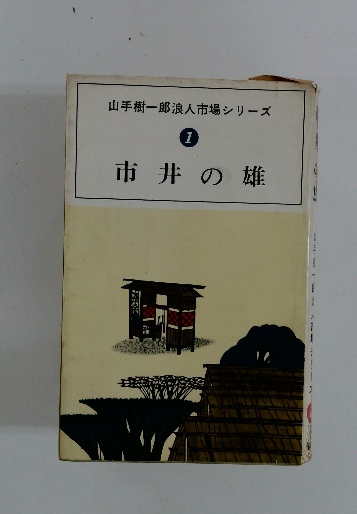 山手樹一郎浪人市場シリーズ
1
市井の雄